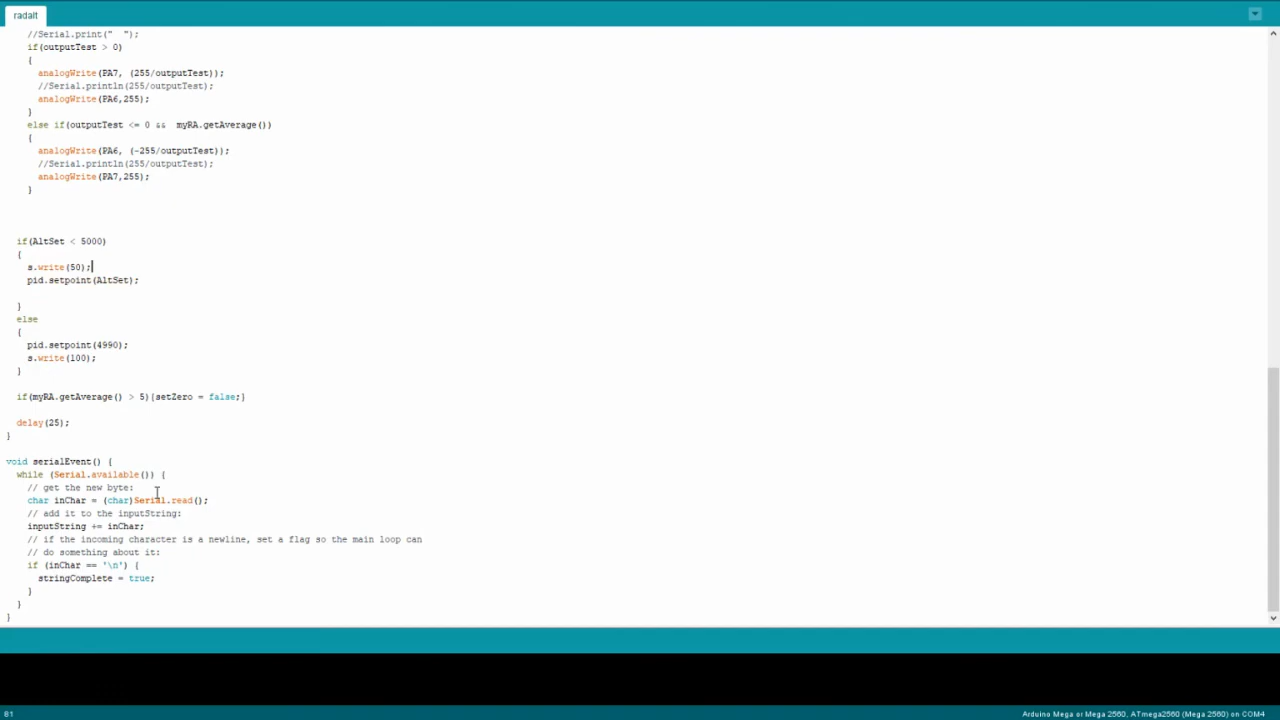 radalt
//Serial.print("  ");
if(outputTest > 0)
{
analogWrite(PA7, (255/outputTest));
//Serial.println(255/outputTest);
analogWrite(PA6,255);
}
else if(outputTest <= 0 &&  myRA.getAverage())
{
analogWrite(PA6, (-255/outputTest));
//Serial.println(255/outputTest);
analogWrite(PA7,255);
}
if(AltSet < 5000)
{
s.write(50);
pid.setpoint(AltSet);
}
else
{
pid.setpoint(4990);
s.write(100);
}
if(myRA.getAverage() > 5){setZero = false;}
delay(25);
}
void serialEvent() {
while (Serial.available()) {
// get the new byte:
char inChar = (char)Serial.read();
// add it to the inputString:
inputString += inChar;
// if the incoming character is a newline, set a flag so the main loop can
// do something about it:
if (inChar == '\n') {
stringComplete = true;
}
}
}
81
Arduino Mega or Mega 2560, ATmega2560 (Mega 2560) on COM4